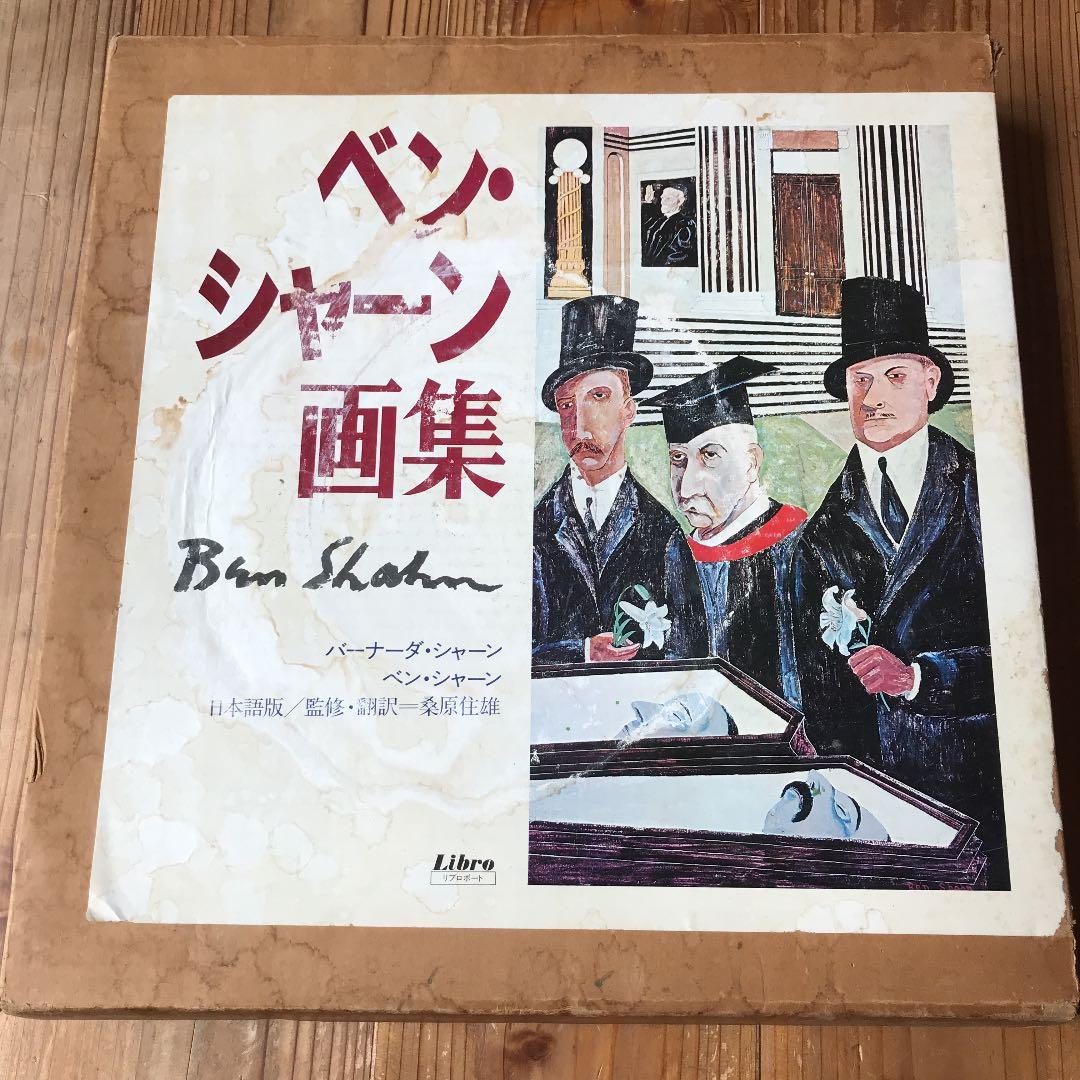 ベン・
シャーン
画集
Ben Shahn
バーナーダ・シャーン
ベン・シャーン
日本語版／監修・翻訳＝桑原住雄
Libro
リブロポート
Ben Shahn